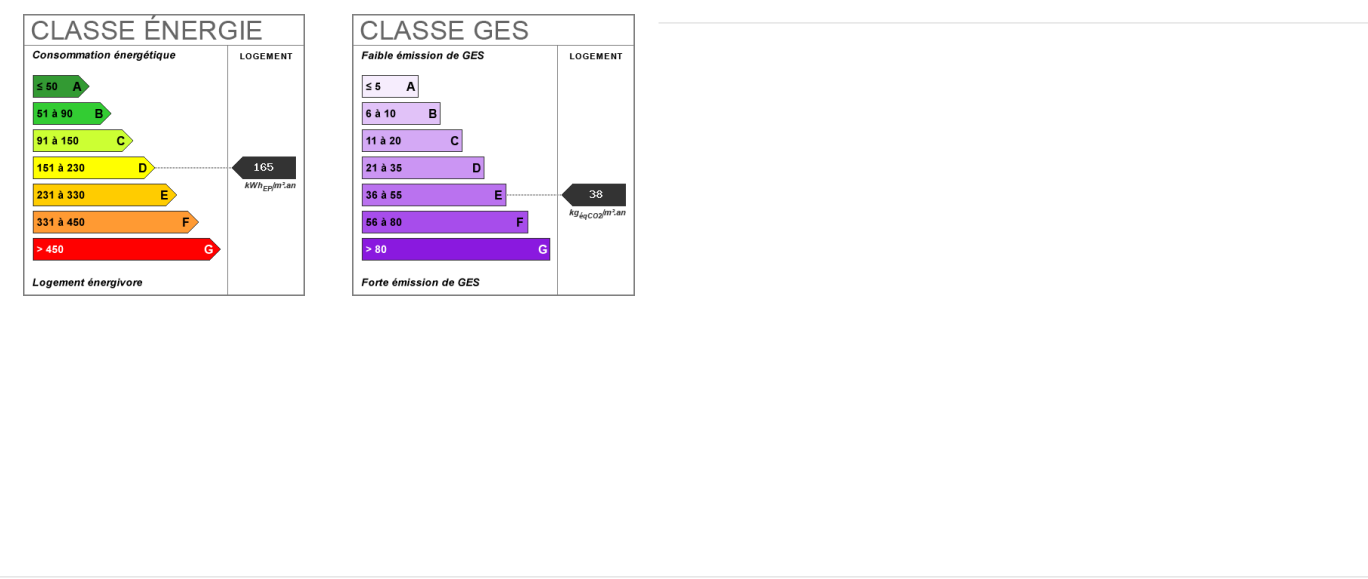 CLASSE ÉNERGIE
Consommation énergétique
LOGEMENT
≤ 50 A
51 à 90 B
91 à 150 C
151 à 230 D
165
kWhEP/m².an
231 à 330 E
331 à 450 F
> 450 G
Logement énergivore
CLASSE GES
Faible émission de GES
LOGEMENT
≤ 5 A
6 à 10 B
11 à 20 C
21 à 35 D
36 à 55 E
38
kgéqCO2/m².an
56 à 80 F
> 80 G
Forte émission de GES